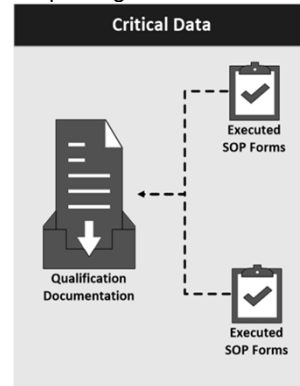 Critical Data
Executed
SOP Forms
Qualification
Documentation
Executed
SOP Forms